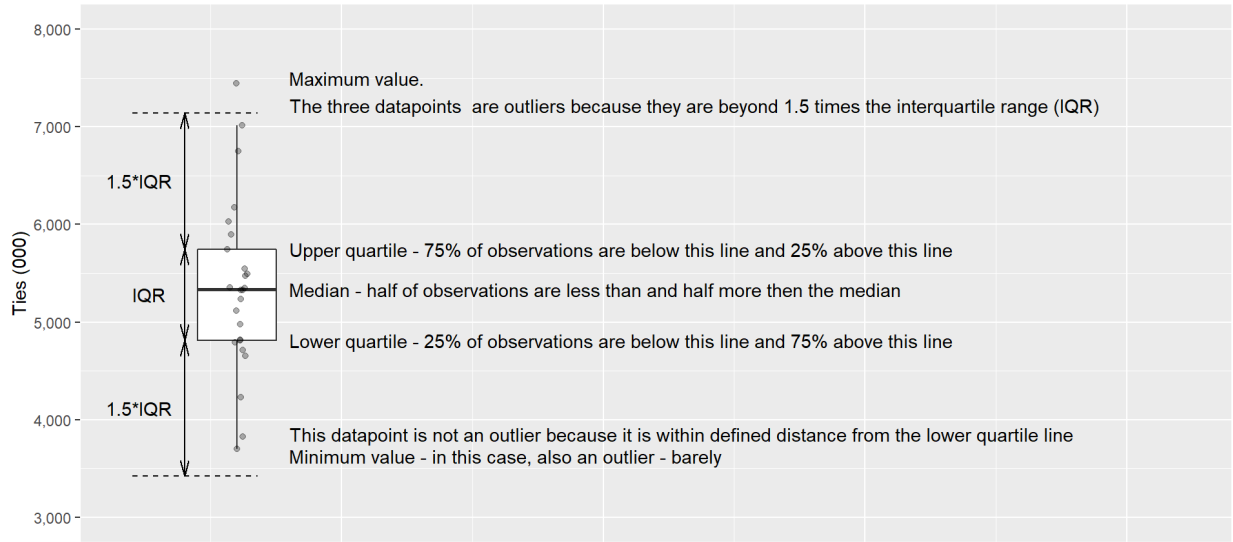 8,000
Maximum value.
The three datapoints  are outliers because they are beyond 1.5 times the interquartile range (IQR)
7,000
1.5*IQR
6,000
Upper quartile - 75% of observations are below this line and 25% above this line
Ties (000)
IQR
Median - half of observations are less than and half more then the median
5,000
Lower quartile - 25% of observations are below this line and 75% above this line
1.5*IQR
4,000
This datapoint is not an outlier because it is within defined distance from the lower quartile line
Minimum value - in this case, also an outlier - barely
3,000